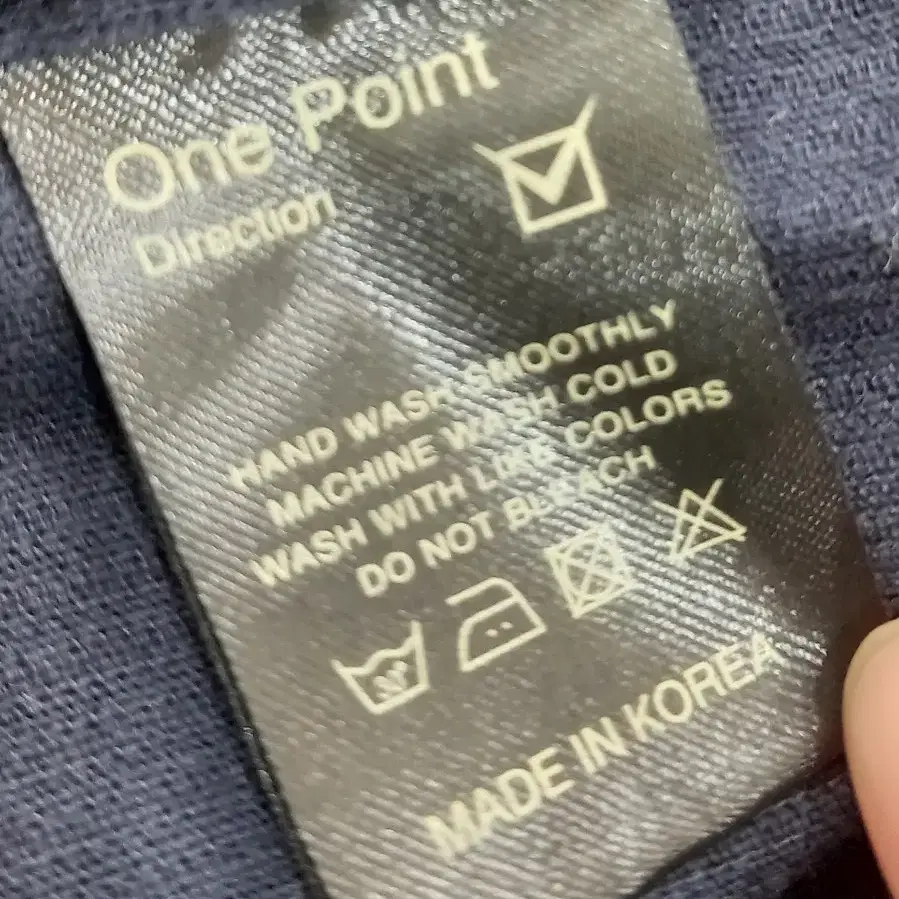 One Point
Direction
HAND WASH SMOOTHLY
MACHINE WASH COLD
WASH WITH LIKE COLORS
DO NOT BLEACH
30°
MADE IN KOREA